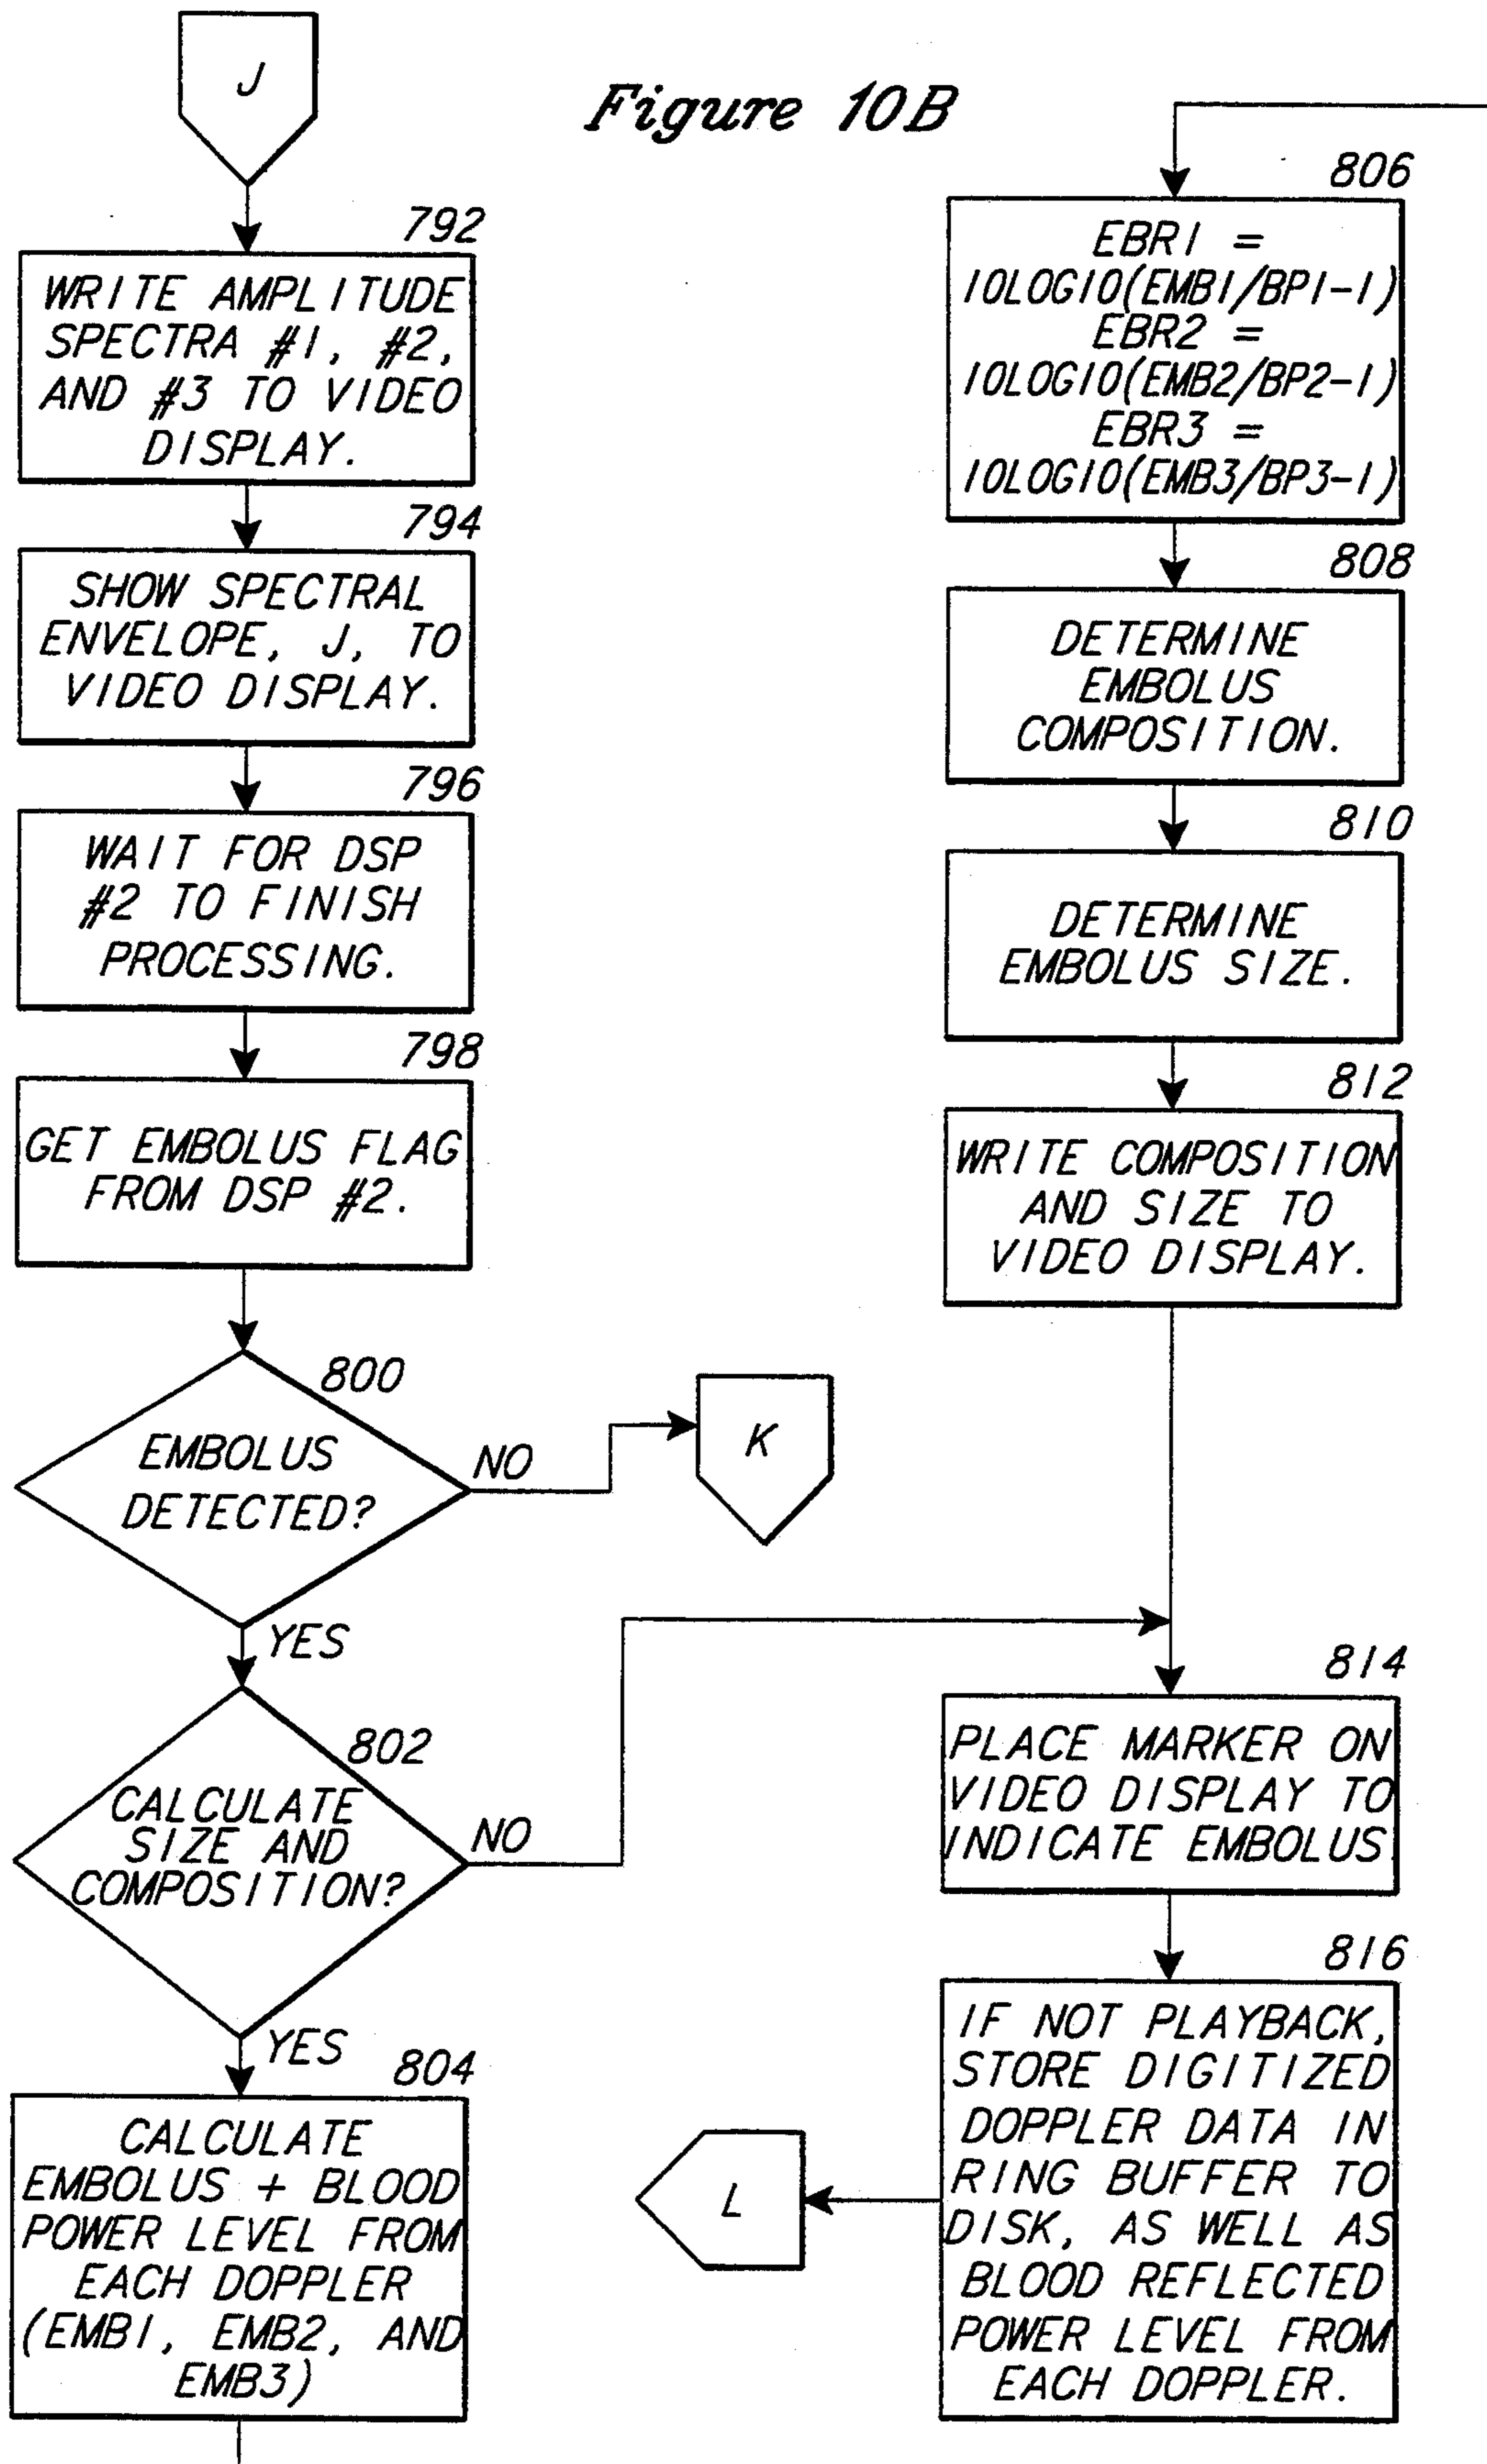 Figure 10B
J
792
WRITE AMPLITUDE
SPECTRA #1, #2,
AND #3 TO VIDEO
DISPLAY.
794
SHOW SPECTRAL
ENVELOPE, J, TO
VIDEO DISPLAY.
796
WAIT FOR DSP
#2 TO FINISH
PROCESSING.
798
GET EMBOLUS FLAG
FROM DSP #2.
800
EMBOLUS
DETECTED?
NO
K
YES
802
CALCULATE
SIZE AND
COMPOSITION?
NO
YES
804
CALCULATE
EMBOLUS + BLOOD
POWER LEVEL FROM
EACH DOPPLER
(EMB1, EMB2, AND
EMB3)
806
EBR1 =
10LOG10(EMB1/BP1-1)
EBR2 =
10LOG10(EMB2/BP2-1)
EBR3 =
10LOG10(EMB3/BP3-1)
808
DETERMINE
EMBOLUS
COMPOSITION.
810
DETERMINE
EMBOLUS SIZE.
812
WRITE COMPOSITION
AND SIZE TO
VIDEO DISPLAY.
814
PLACE MARKER ON
VIDEO DISPLAY TO
INDICATE EMBOLUS.
816
IF NOT PLAYBACK,
STORE DIGITIZED
DOPPLER DATA IN
RING BUFFER TO
DISK, AS WELL AS
BLOOD REFLECTED
POWER LEVEL FROM
EACH DOPPLER.
L